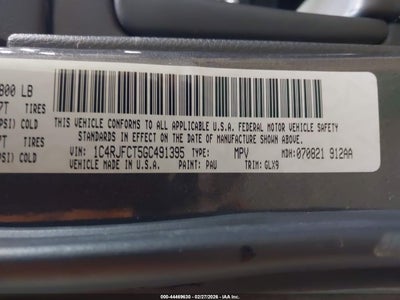 800 LB
7T TIRES
PSI) COLD
THIS VEHICLE CONFORMS TO ALL APPLICABLE U.S.A. FEDERAL MOTOR VEHICLE SAFETY
STANDARDS IN EFFECT ON THE DATE OF MANUFACTURE SHOWN ABOVE.
7T TIRES
PSI) COLD
VIN: 1C4RJFCT5GC491395 TYPE: MPV MDH: 070821 912AA
VEHICLE MADE IN U.S.A. PAINT: PAU TRIM: GLX9
000-44469630 - 02/27/2026 - IAA Inc.